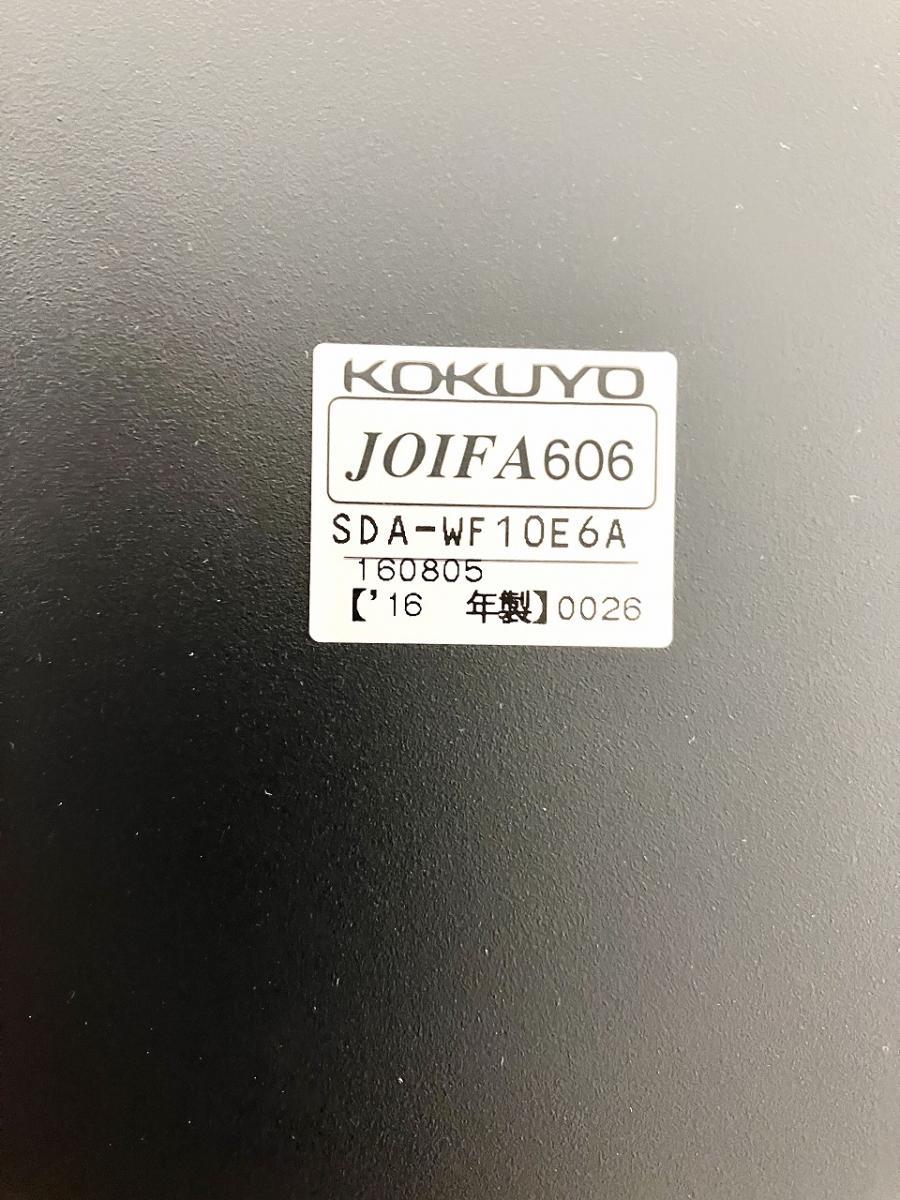 KOKUYO
JOIFA606
SDA-WF10E6A
160805
【'16 年製】0026